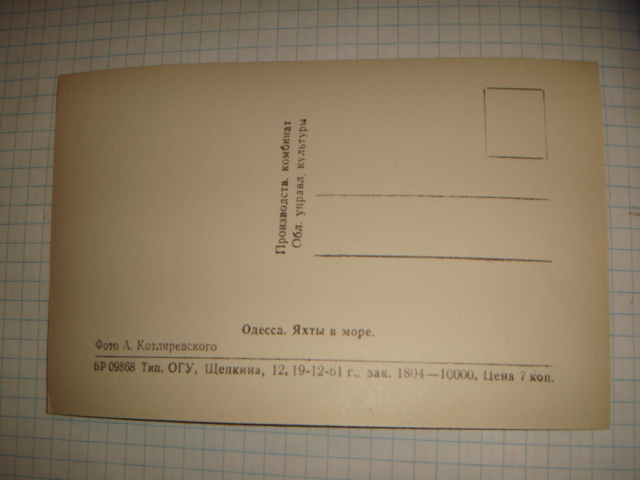 Производств. комбинат
Обл. управл. культуры
Одесса. Яхты в море.
Фото А. Котляревского
БР 09868 Тип. ОГУ, Щепкина, 12, 19-12-61 г., зак. 1804—10000. Цена 7 коп.